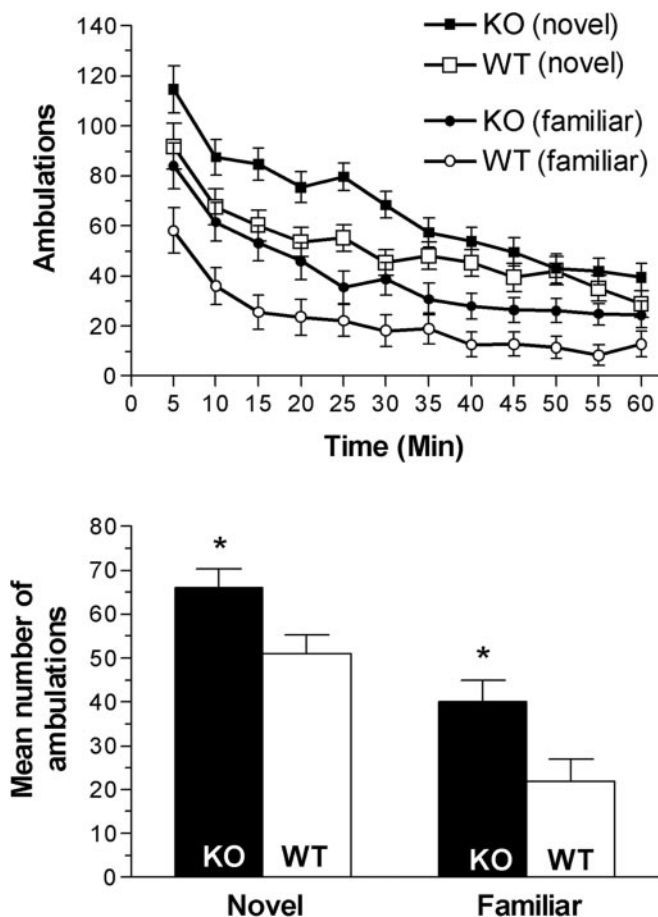 140
120
100
80
60
40
20
0
Ambulations
KO (novel)
WT (novel)
KO (familiar)
WT (familiar)
0 5 10 15 20 25 30 35 40 45 50 55 60
Time (Min)
80
70
60
50
40
30
20
10
0
Mean number of
ambulations
*
*
KO WT KO WT
Novel Familiar